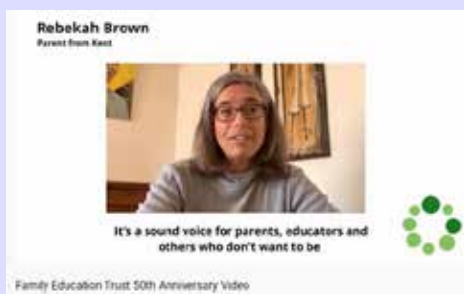 Rebekah Brown
Parent from Kent
It's a sound voice for parents, educators and
others who don't want to be
Family Education Trust 50th Anniversary Video